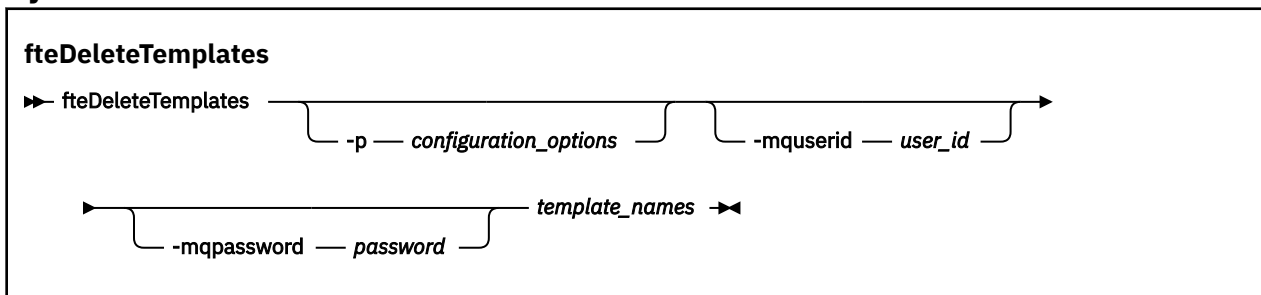 fteDeleteTemplates
fteDeleteTemplates
-p configuration_options -mquserid user_id
template_names
-mqpassword password